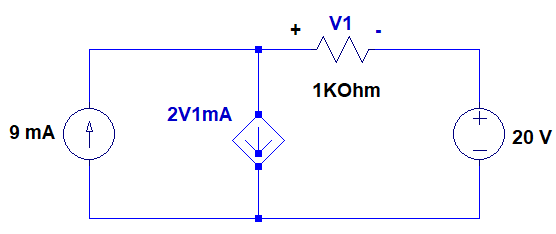 + V1 -
1KOhm
2V1mA
9 mA
20 V
+
-